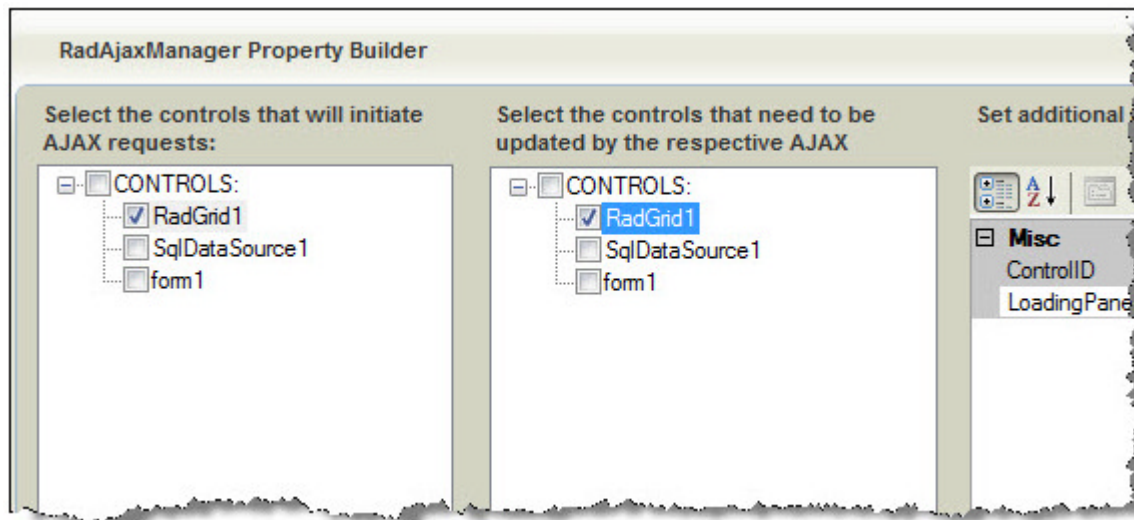 RadAjaxManager Property Builder
Select the controls that will initiate
AJAX requests:
CONTROLS:
RadGrid1
SqlDataSource1
form1
Select the controls that need to be
updated by the respective AJAX
CONTROLS:
RadGrid1
SqlDataSource1
form1
Set additional
A
Z
Misc
ControlID
LoadingPane